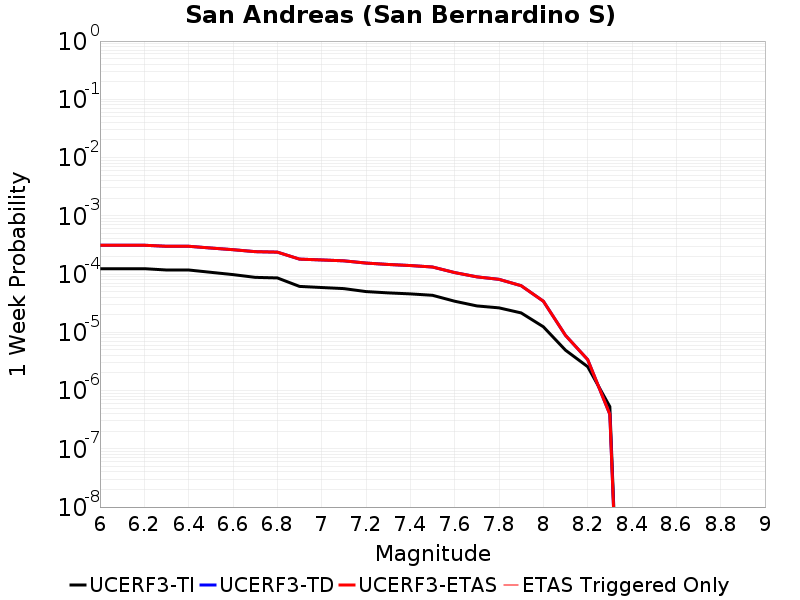 San Andreas (San Bernardino S)
1 Week Probability
10^0
10^-1
10^-2
10^-3
10^-4
10^-5
10^-6
10^-7
10^-8
6 6.2 6.4 6.6 6.8 7 7.2 7.4 7.6 7.8 8 8.2 8.4 8.6 8.8 9
Magnitude
UCERF3-TI UCERF3-TD UCERF3-ETAS ETAS Triggered Only